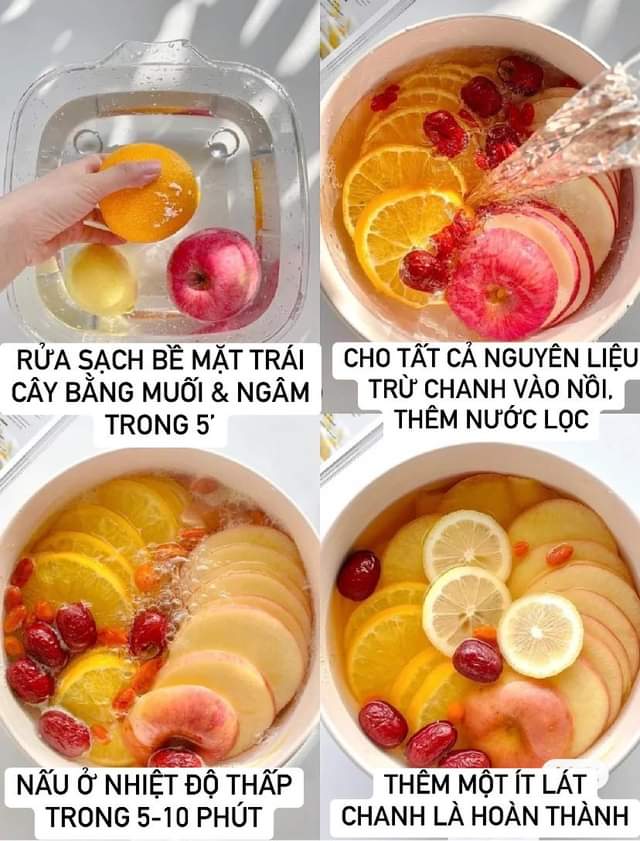 RỬA SẠCH BỀ MẶT TRÁI
CÂY BẰNG MUỐI & NGÂM
TRONG 5'
CHO TẤT CẢ NGUYÊN LIỆU
TRỪ CHANH VÀO NỒI,
THÊM NƯỚC LỌC
NẤU Ở NHIỆT ĐỘ THẤP
TRONG 5-10 PHÚT
THÊM MỘT ÍT LÁT
CHANH LÀ HOÀN THÀNH